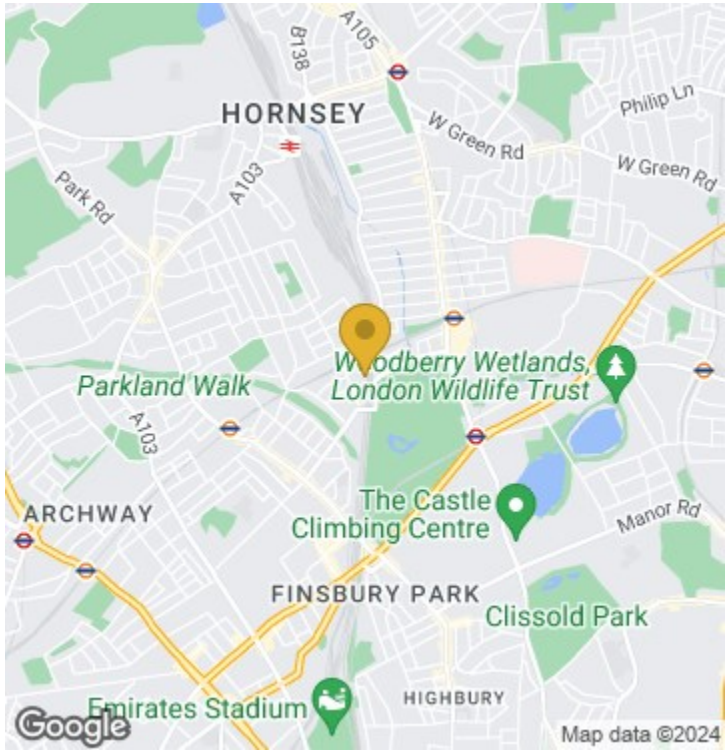 A105
B138
HORNSEY
Philip Ln
W Green Rd
W Green Rd
A103
Park Rd
Woodberry Wetlands,
London Wildlife Trust
Parkland Walk
A103
The Castle
Climbing Centre
ARCHWAY
Manor Rd
FINSBURY PARK
Clissold Park
HIGHBURY
Emirates Stadium
Google
Map data ©2024